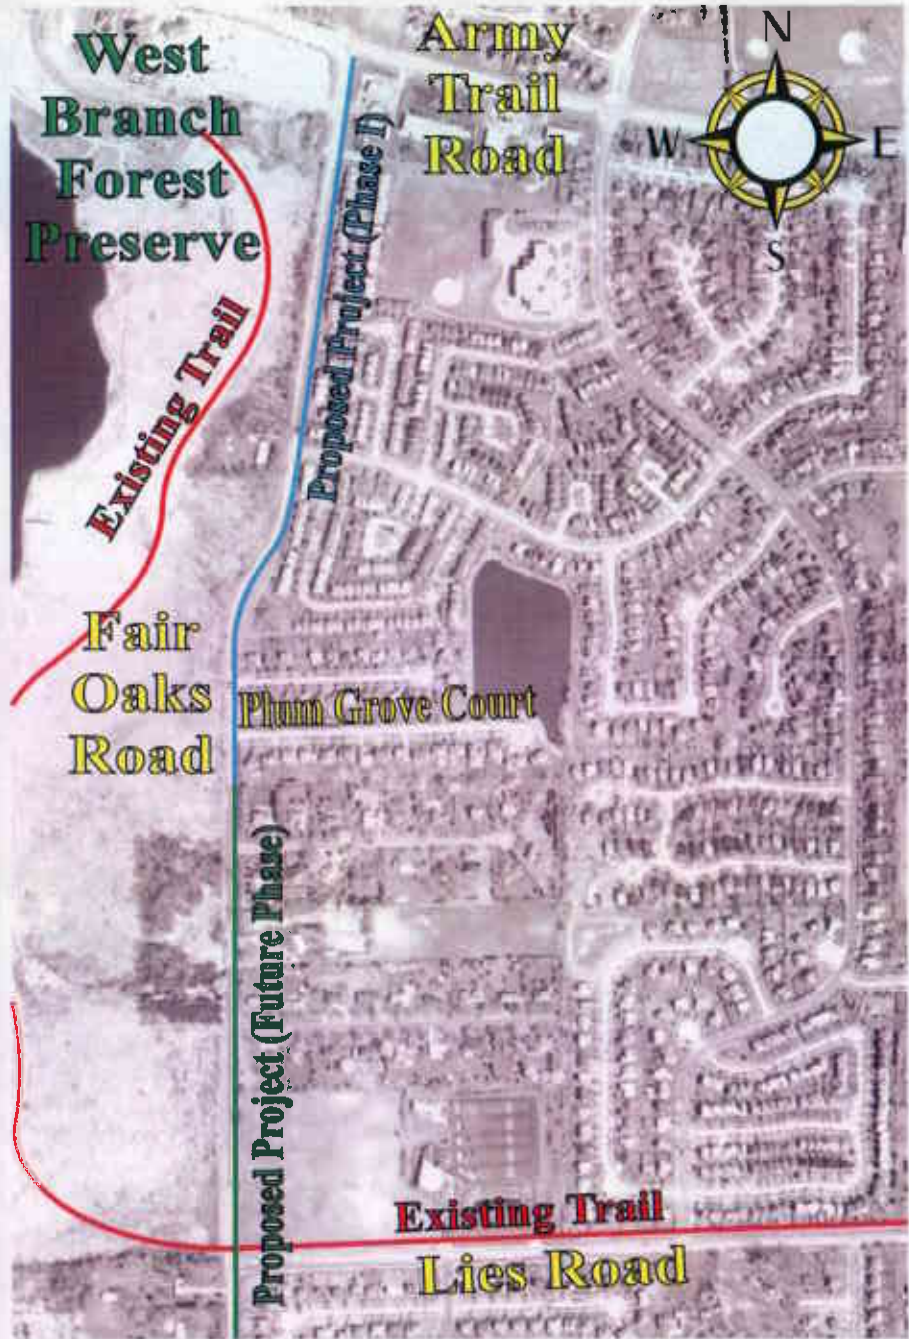 West
Branch
Forest
Preserve
Army
Trail
Road
N
W
E
S
Proposed Project (Phase I)
Existing Trail
Fair
Oaks
Road
Plum Grove Court
Proposed Project (Future Phase)
Existing Trail
Lies Road